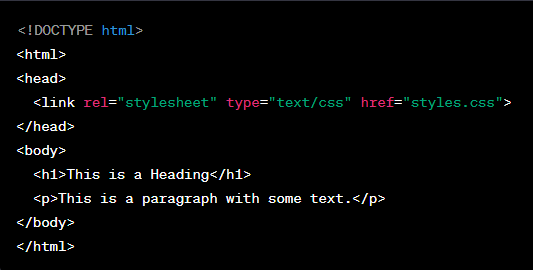 <!DOCTYPE html>
<html>
<head>
  <link rel="stylesheet" type="text/css" href="styles.css">
</head>
<body>
  <h1>This is a Heading</h1>
  <p>This is a paragraph with some text.</p>
</body>
</html>